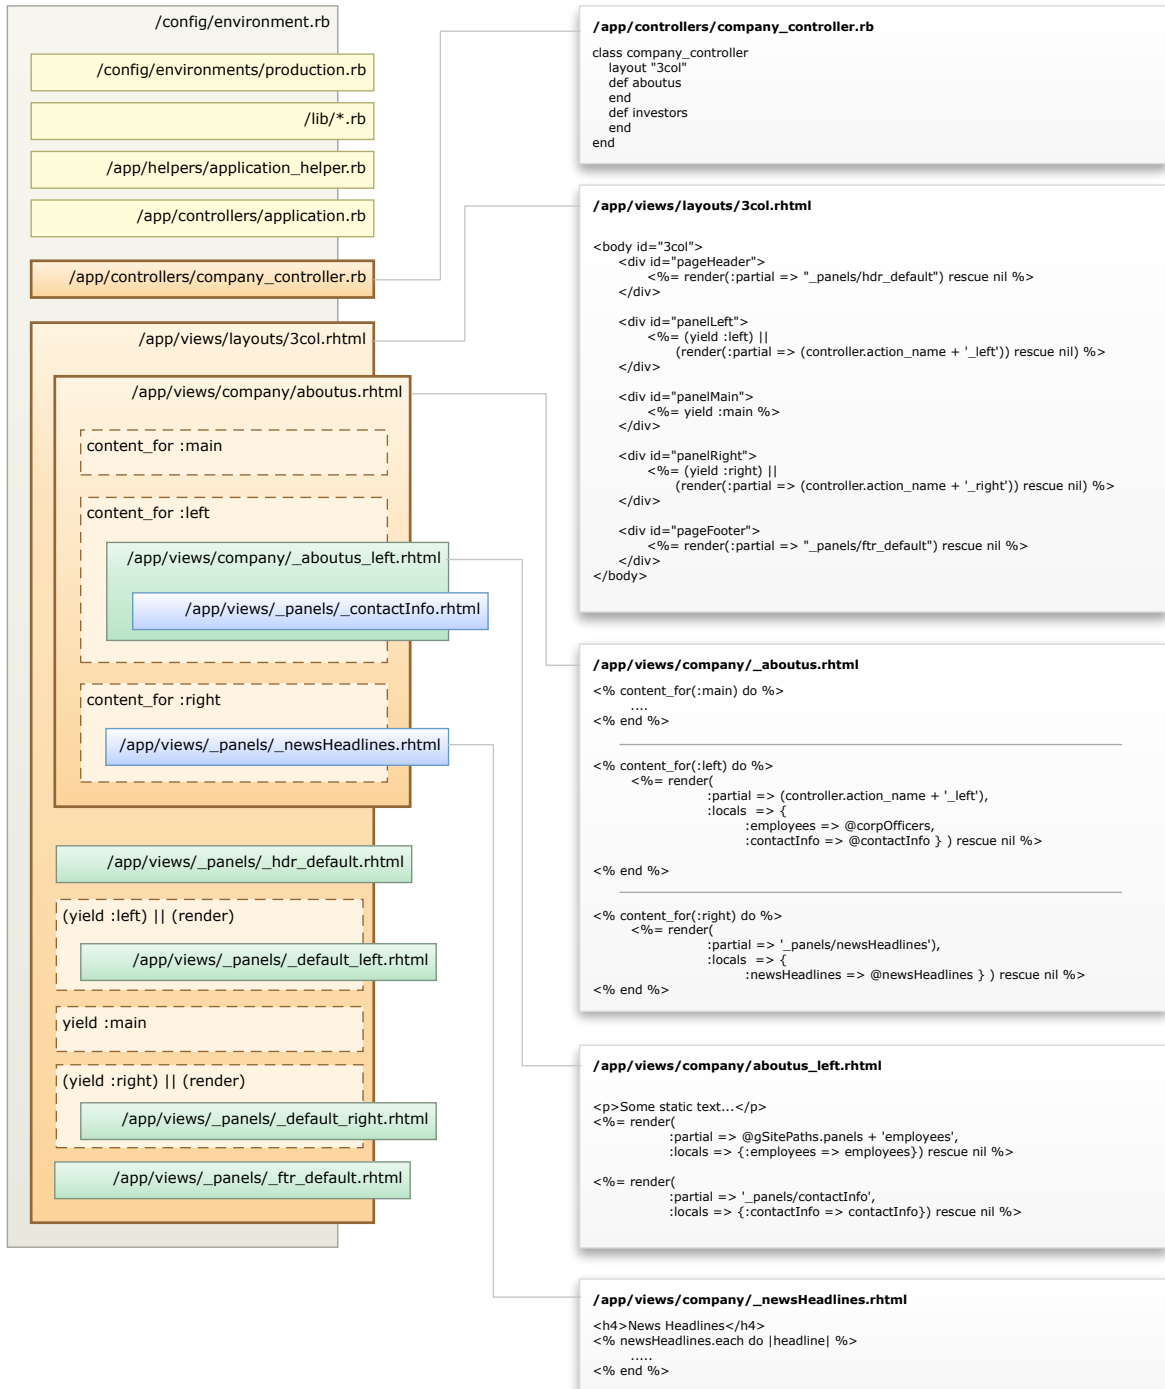 /config/environment.rb
/config/environments/production.rb
/lib/*.rb
/app/helpers/application_helper.rb
/app/controllers/application.rb
/app/controllers/company_controller.rb
/app/views/layouts/3col.rhtml
/app/views/company/aboutus.rhtml
content_for :main
content_for :left
/app/views/company/_aboutus_left.rhtml
/app/views/_panels/_contactInfo.rhtml
content_for :right
/app/views/_panels/_newsHeadlines.rhtml
/app/views/_panels/_hdr_default.rhtml
(yield :left) || (render)
/app/views/_panels/_default_left.rhtml
yield :main
(yield :right) || (render)
/app/views/_panels/_default_right.rhtml
/app/views/_panels/_ftr_default.rhtml
/app/controllers/company_controller.rb
class company_controller
layout "3col"
def aboutus
end
def investors
end
end
/app/views/layouts/3col.rhtml
<body id="3col">
<div id="pageHeader">
<%= render(:partial => "_panels/hdr_default") rescue nil %>
</div>
<div id="panelLeft">
<%= (yield :left) ||
(render(:partial => (controller.action_name + '_left')) rescue nil) %>
</div>
<div id="panelMain">
<%= yield :main %>
</div>
<div id="panelRight">
<%= (yield :right) ||
(render(:partial => (controller.action_name + '_right')) rescue nil) %>
</div>
<div id="pageFooter">
<%= render(:partial => "_panels/ftr_default") rescue nil %>
</div>
</body>
/app/views/company/_aboutus.rhtml
<% content_for(:main) do %>
....
<% end %>
<% content_for(:left) do %>
<%= render(
:partial => (controller.action_name + '_left'),
:locals => {
:employees => @corpOfficers,
:contactInfo => @contactInfo } ) rescue nil %>
<% end %>
<% content_for(:right) do %>
<%= render(
:partial => '_panels/newsHeadlines'),
:locals => {
:newsHeadlines => @newsHeadlines } ) rescue nil %>
<% end %>
/app/views/company/aboutus_left.rhtml
<p>Some static text...</p>
<%= render(
:partial => @gSitePaths.panels + 'employees',
:locals => {:employees => employees}) rescue nil %>
<%= render(
:partial => '_panels/contactInfo',
:locals => {:contactInfo => contactInfo}) rescue nil %>
/app/views/company/_newsHeadlines.rhtml
<h4>News Headlines</h4>
<% newsHeadlines.each do |headline| %>
.....
<% end %>